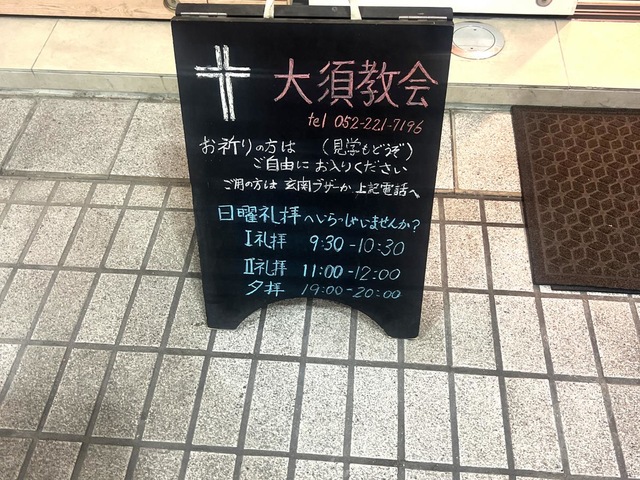 大須教会
tel 052-221-7196
お祈りの方は （見学もどうぞ）
ご自由にお入りください
ご用の方は 玄関ブザーか 上記電話へ
日曜礼拝へいらっしゃいませんか?
Ⅰ礼拝 9:30-10:30
Ⅱ礼拝 11:00-12:00
夕拝 19:00-20:00